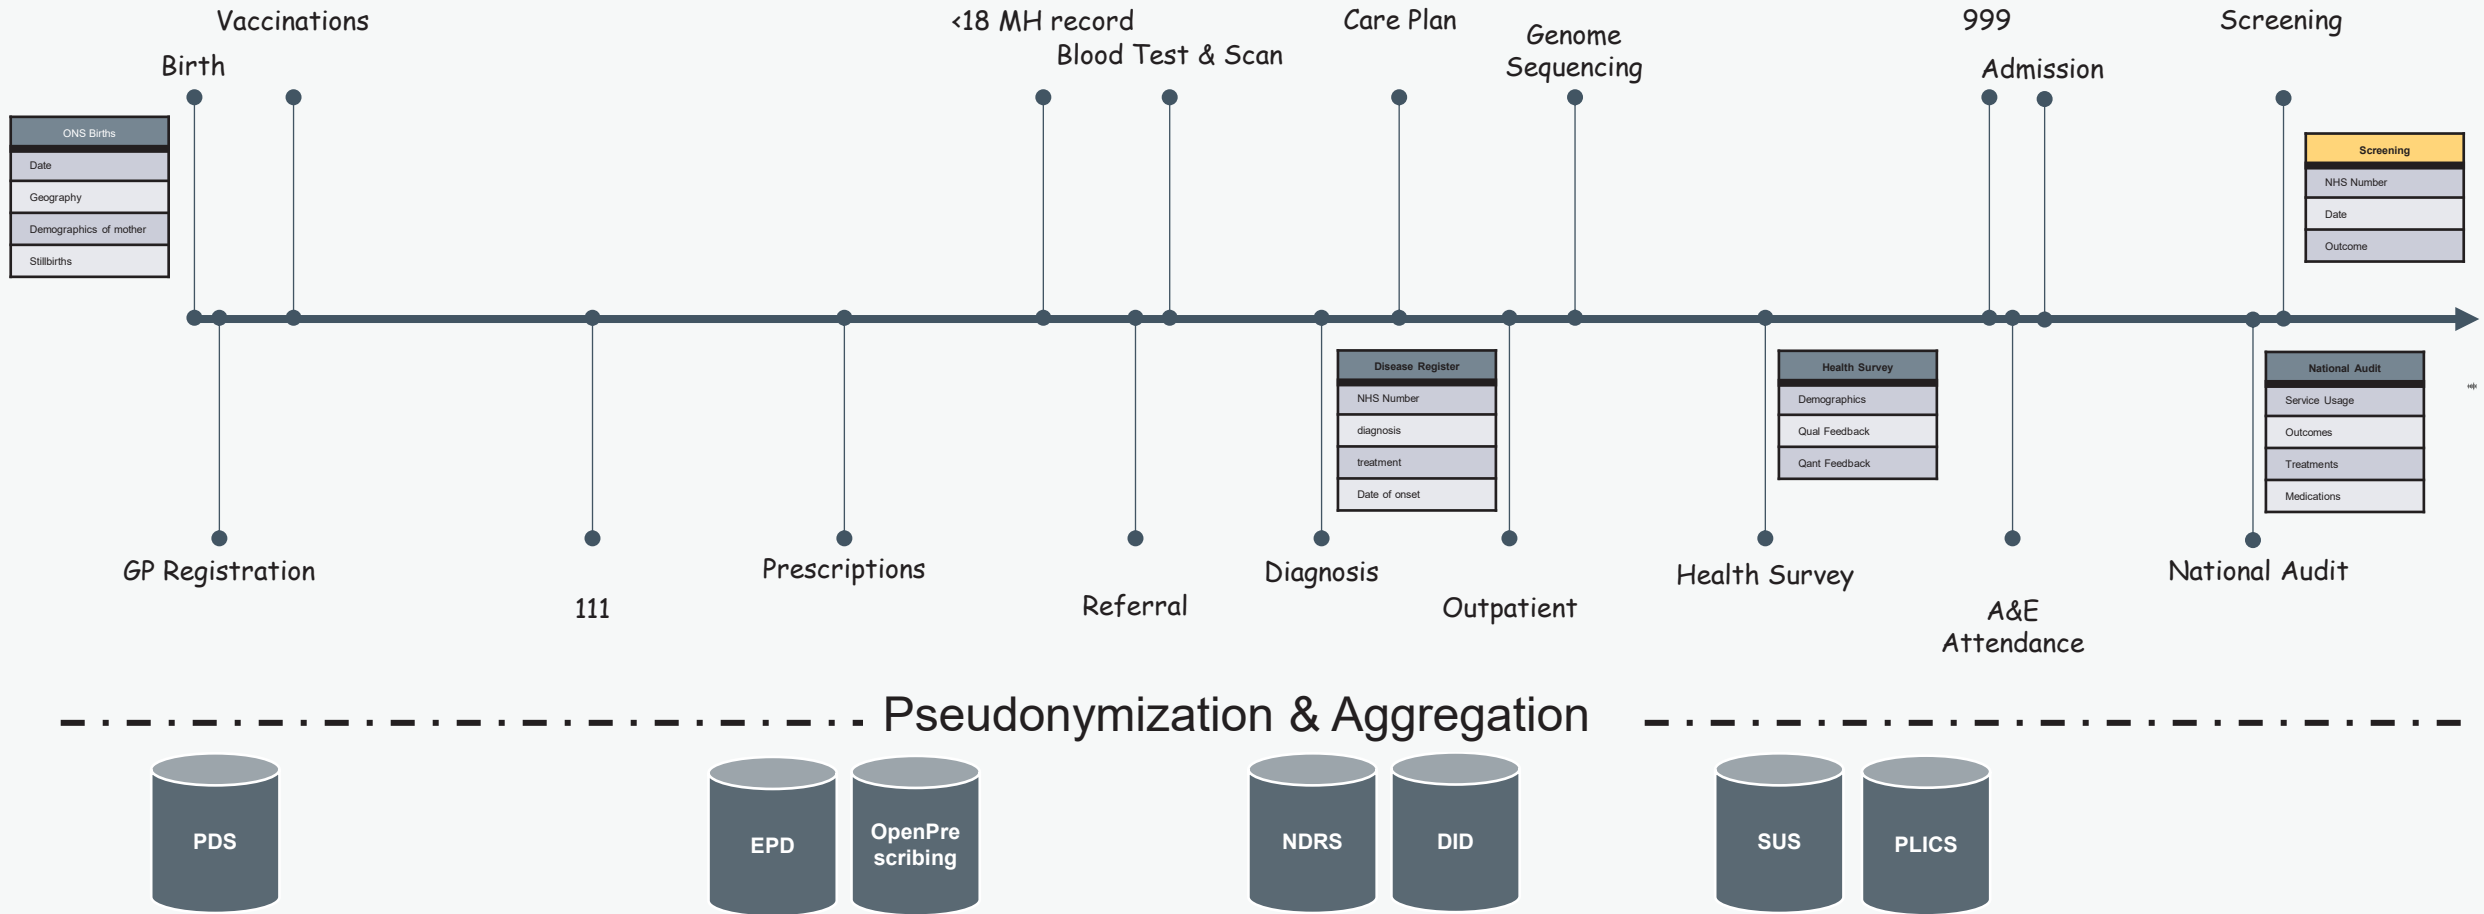 Vaccinations
<18 MH record
Care Plan
999
Screening
Birth
Blood Test & Scan
Genome
Sequencing
Admission
ONS Births
Date
Geography
Demographics of mother
Stillbirths
Screening
NHS Number
Date
Outcome
Disease Register
NHS Number
diagnosis
treatment
Date of onset
Health Survey
Demographics
Qual Feedback
Qant Feedback
National Audit
Service Usage
Outcomes
Treatments
Medications
GP Registration
111
Prescriptions
Referral
Diagnosis
Outpatient
Health Survey
A&E
Attendance
National Audit
Pseudonymization & Aggregation
PDS
EPD
OpenPre
scribing
NDRS
DID
SUS
PLICS